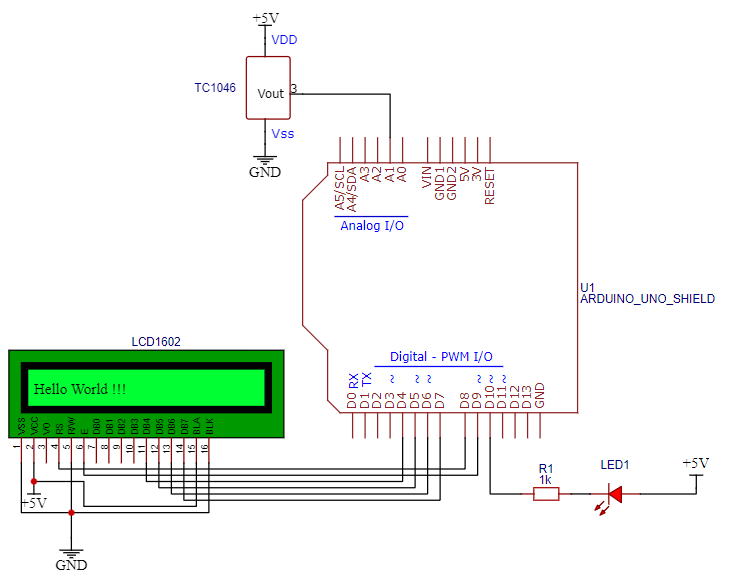 +5V
VDD
TC1046
Vout
3
Vss
GND
A5/SCL
A4/SDA
A3
A2
A1
A0
VIN
GND1
GND2
5V
3V
RESET
Analog I/O
U1
ARDUINO_UNO_SHIELD
Digital - PWM I/O
RX
TX
~
~ ~
~ ~ ~
D0
D1
D2
D3
D4
D5
D6
D7
D8
D9
D10
D11
D12
D13
GND
LCD1602
Hello World !!!
VSS
VCC
V0
RS
R/W
E
DB0
DB1
DB2
DB3
DB4
DB5
DB6
DB7
BLA
BLK
1
2
3
4
5
6
7
8
9
10
11
12
13
14
15
16
+5V
GND
R1
1k
LED1
+5V